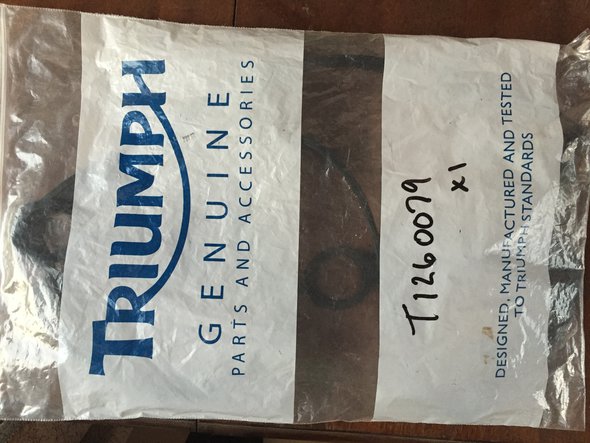 TRIUMPH
GENUINE
PARTS AND ACCESSORIES
T1260079
x1
DESIGNED, MANUFACTURED AND TESTED
TO TRIUMPH STANDARDS